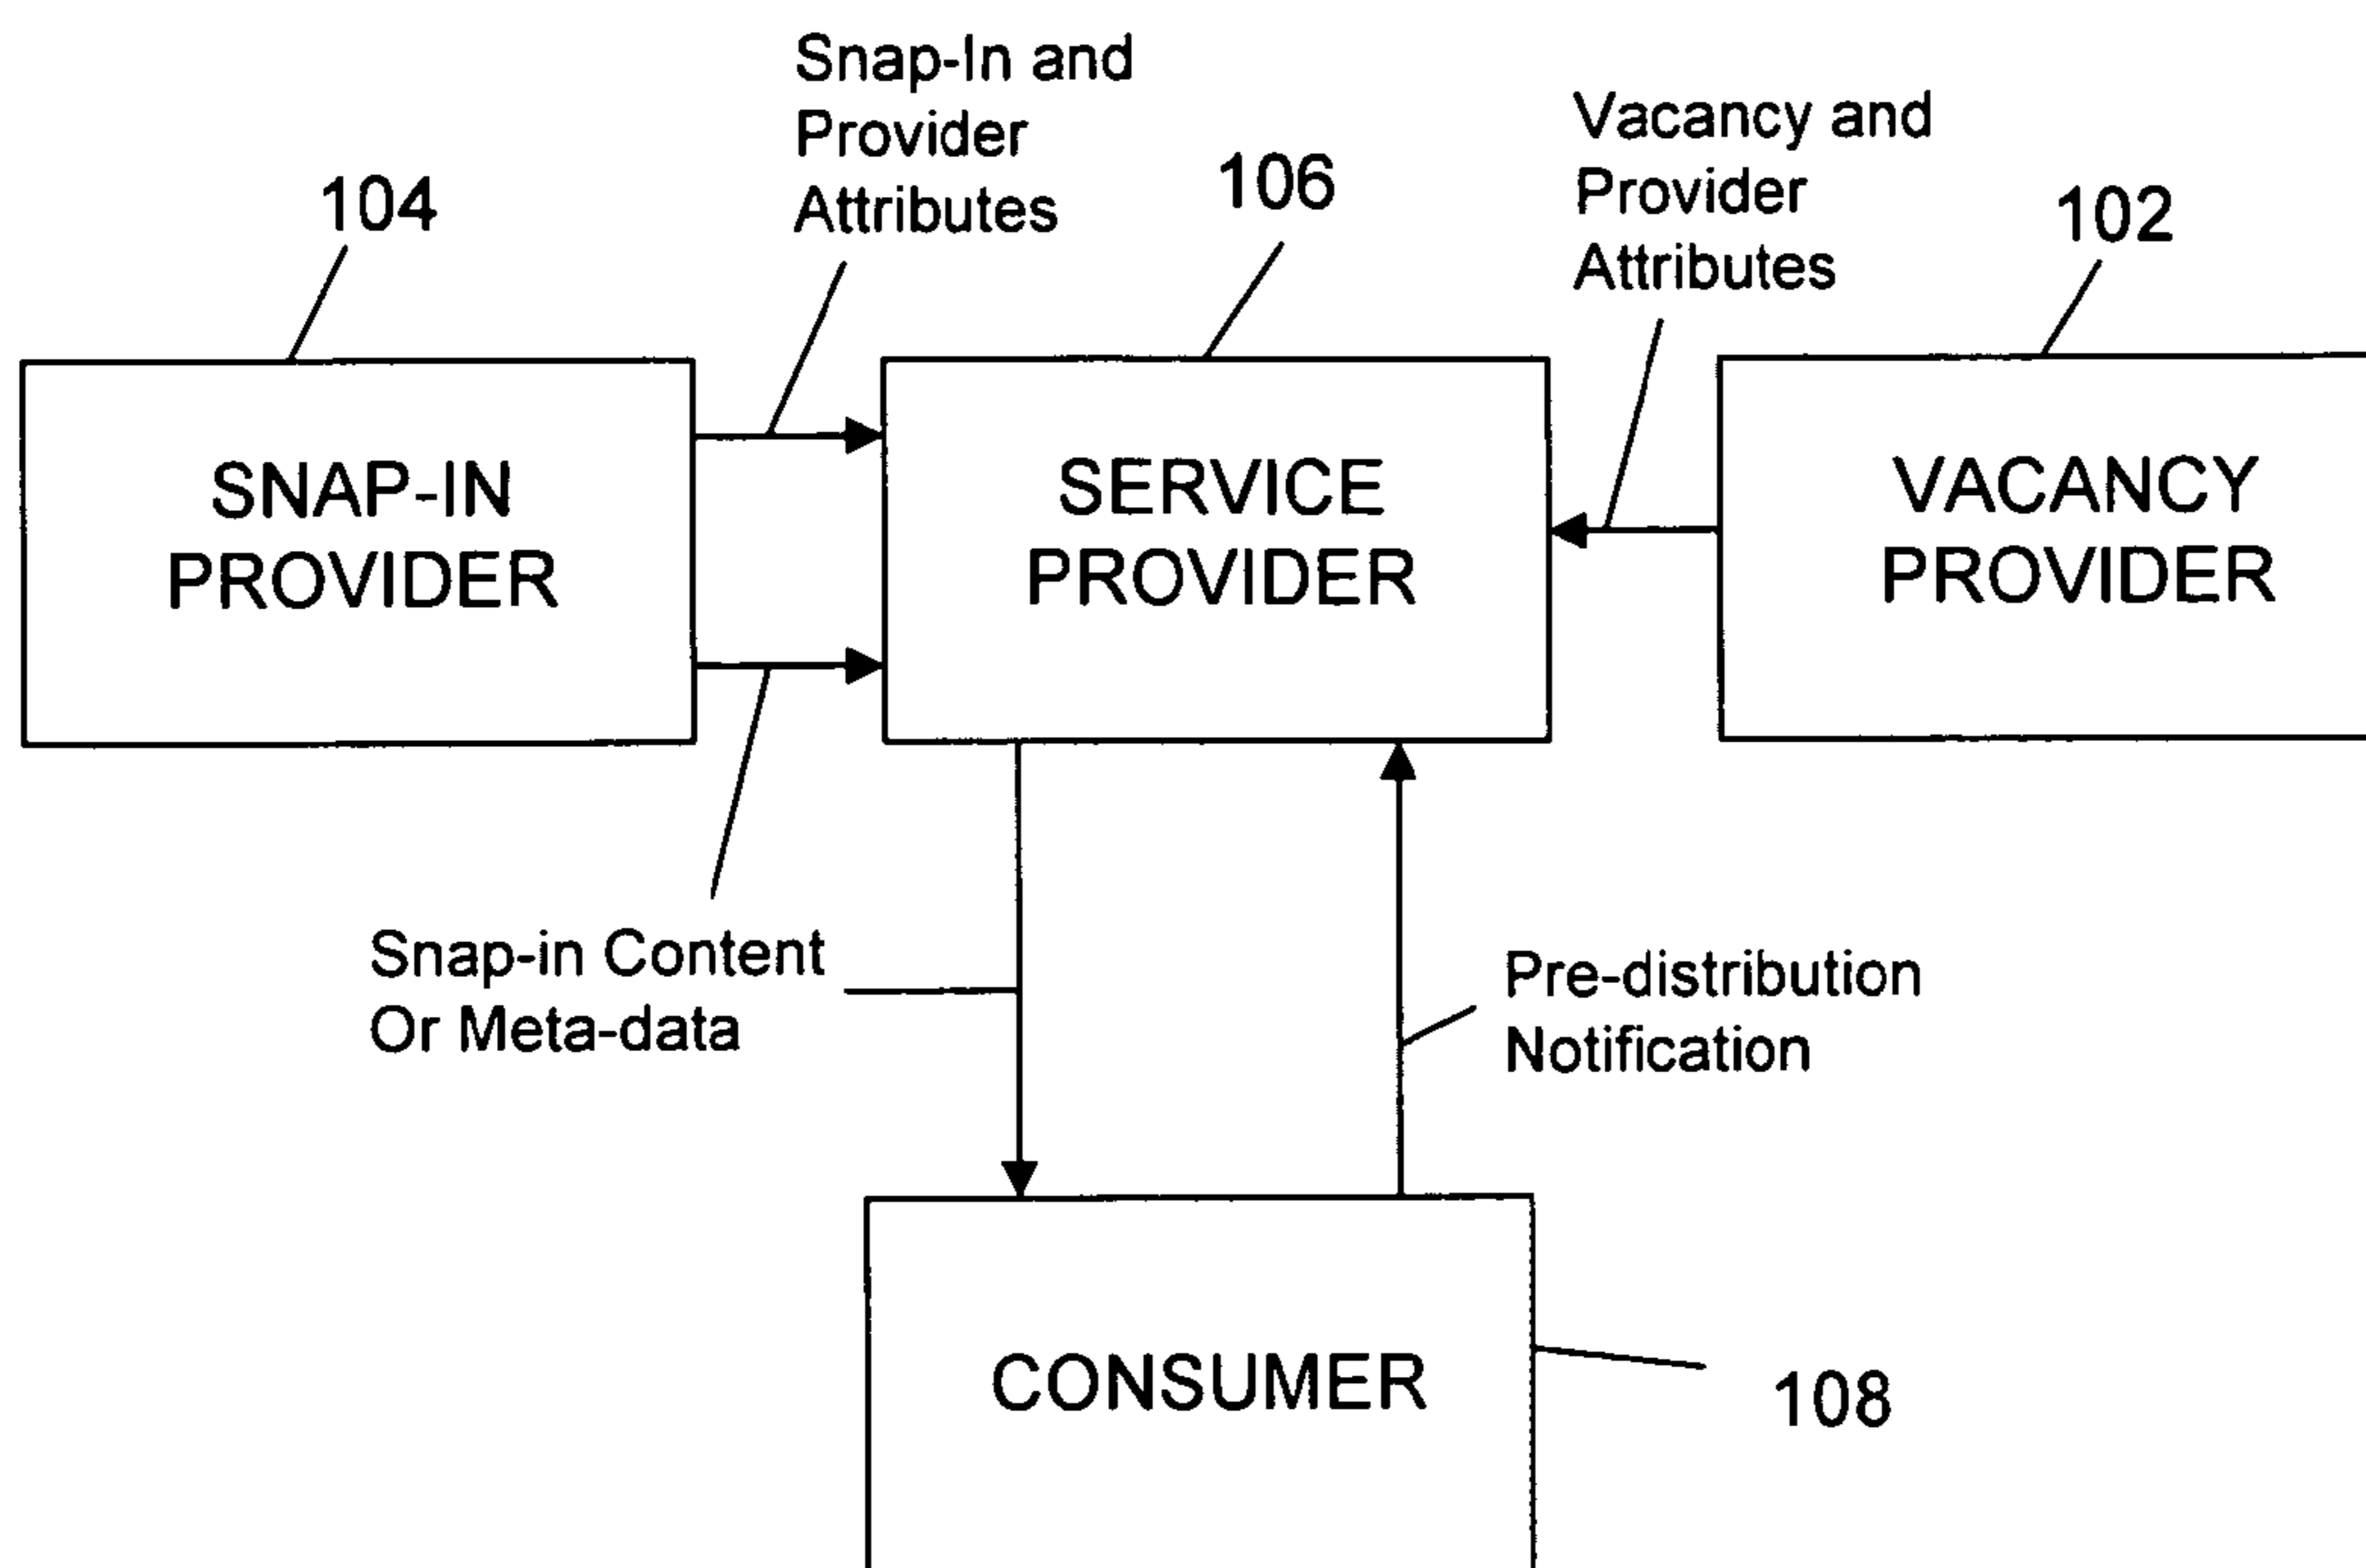 Snap-In and
Provider
Attributes
Vacancy and
Provider
Attributes
104
106
102
SNAP-IN
PROVIDER
SERVICE
PROVIDER
VACANCY
PROVIDER
Snap-in Content
Or Meta-data
Pre-distribution
Notification
CONSUMER
108